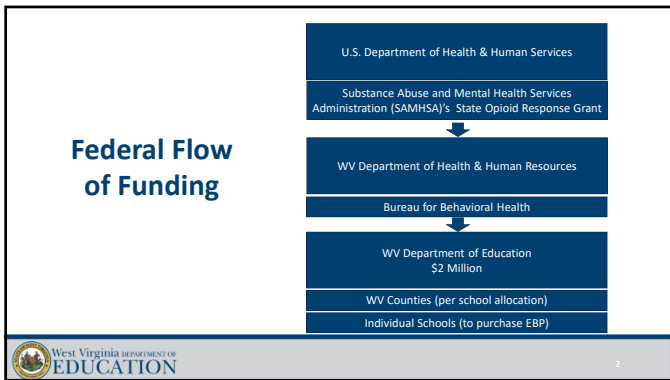 Federal Flow
of Funding
U.S. Department of Health & Human Services
Substance Abuse and Mental Health Services
Administration (SAMHSA)'s State Opioid Response Grant
WV Department of Health & Human Resources
Bureau for Behavioral Health
WV Department of Education
$2 Million
WV Counties (per school allocation)
Individual Schools (to purchase EBP)
West Virginia DEPARTMENT OF
EDUCATION
2